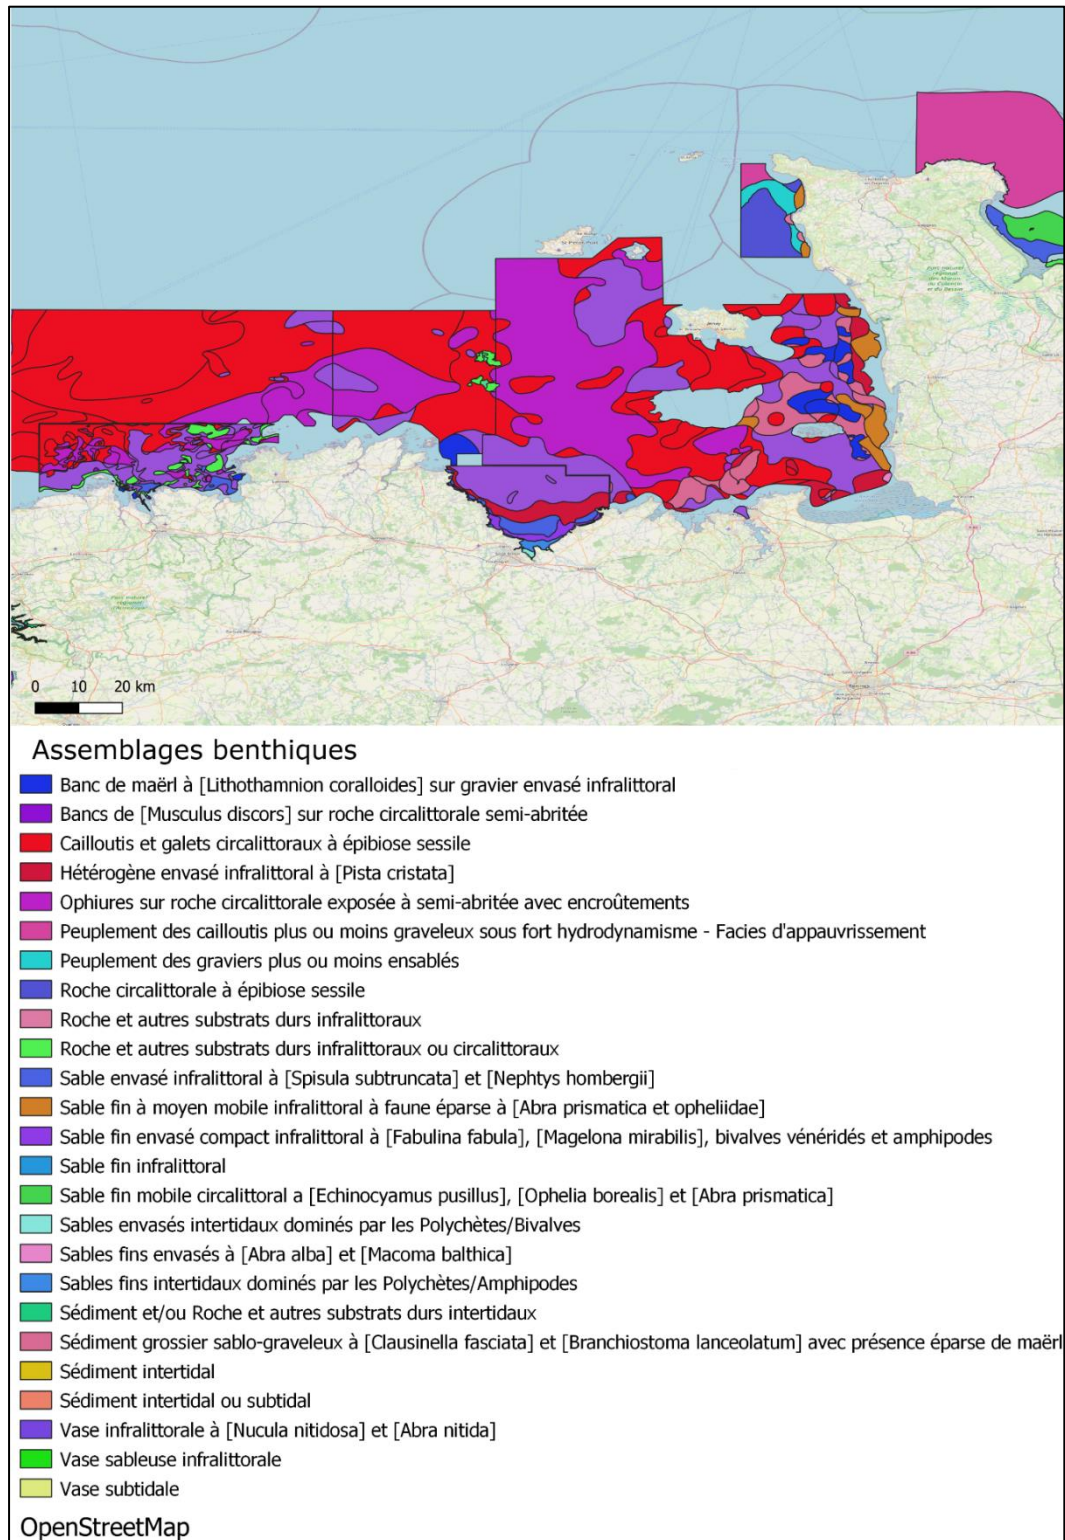 Jersey
0 10 20 km
Assemblages benthiques
Banc de maërl à [Lithothamnion coralloides] sur gravier envasé infralittoral
Bancs de [Musculus discors] sur roche circalittorale semi-abritée
Cailloutis et galets circalittoraux à épibiose sessile
Hétérogène envasé infralittoral à [Pista cristata]
Ophiures sur roche circalittorale exposée à semi-abritée avec encroûtements
Peuplement des cailloutis plus ou moins graveleux sous fort hydrodynamisme - Facies d'appauvrissement
Peuplement des graviers plus ou moins ensablés
Roche circalittorale à épibiose sessile
Roche et autres substrats durs infralittoraux
Roche et autres substrats durs infralittoraux ou circalittoraux
Sable envasé infralittoral à [Spisula subtruncata] et [Nephtys hombergii]
Sable fin à moyen mobile infralittoral à faune éparse à [Abra prismatica et opheliidae]
Sable fin envasé compact infralittoral à [Fabulina fabula], [Magelona mirabilis], bivalves vénéridés et amphipodes
Sable fin infralittoral
Sable fin mobile circalittoral a [Echinocyamus pusillus], [Ophelia borealis] et [Abra prismatica]
Sables envasés intertidaux dominés par les Polychètes/Bivalves
Sables fins envasés à [Abra alba] et [Macoma balthica]
Sables fins intertidaux dominés par les Polychètes/Amphipodes
Sédiment et/ou Roche et autres substrats durs intertidaux
Sédiment grossier sablo-graveleux à [Clausinella fasciata] et [Branchiostoma lanceolatum] avec présence éparse de maërl
Sédiment intertidal
Sédiment intertidal ou subtidal
Vase infralittorale à [Nucula nitidosa] et [Abra nitida]
Vase sableuse infralittorale
Vase subtidale
OpenStreetMap